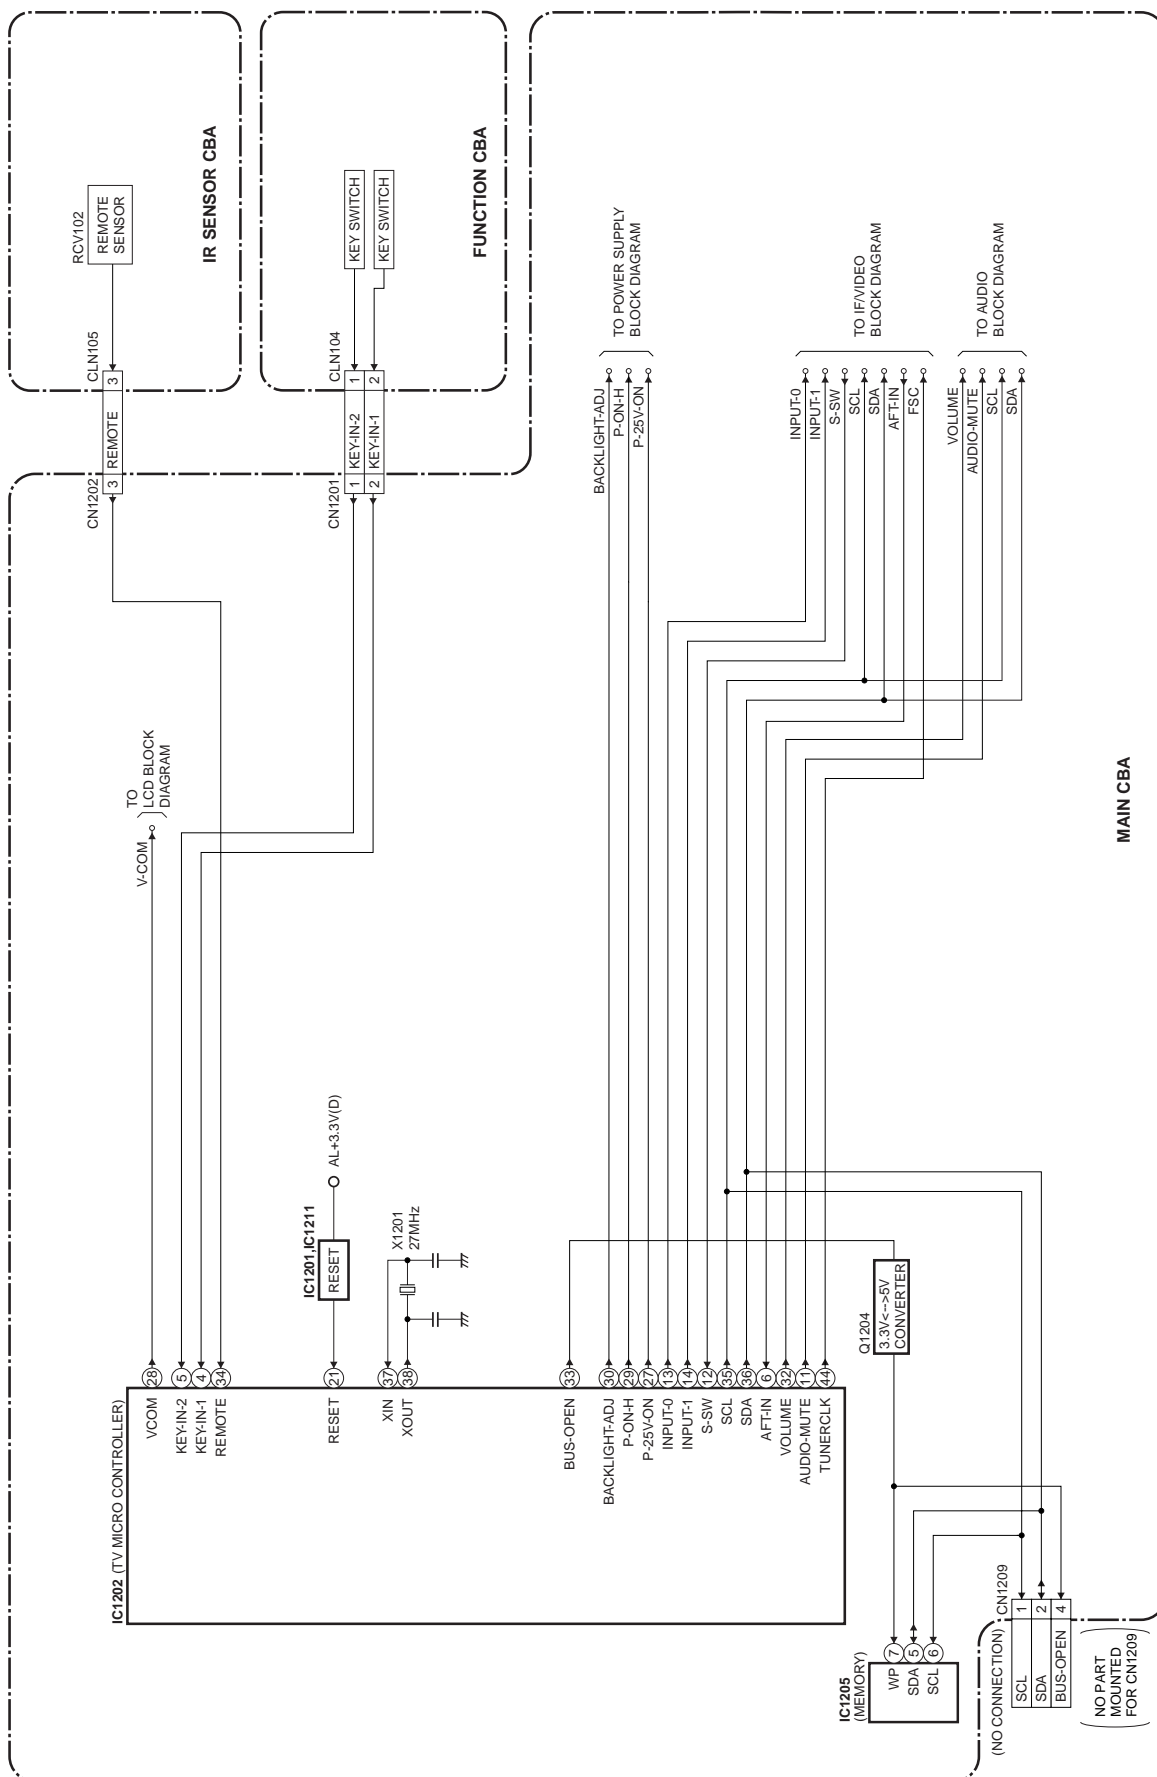 IR SENSOR CBA
RCV102
REMOTE
SENSOR
CLN105
3
REMOTE
3
CN1202
FUNCTION CBA
KEY SWITCH
KEY SWITCH
CLN104
1
2
KEY-IN-2
KEY-IN-1
1
2
CN1201
MAIN CBA
TO
LCD BLOCK
DIAGRAM
V-COM
TO POWER SUPPLY
BLOCK DIAGRAM
BACKLIGHT-ADJ
P-ON-H
P-25V-ON
TO IF/VIDEO
BLOCK DIAGRAM
INPUT-0
INPUT-1
S-SW
SCL
SDA
AFT-IN
FSC
TO AUDIO
BLOCK DIAGRAM
VOLUME
AUDIO-MUTE
SCL
SDA
AL+3.3V(D)
IC1201,IC1211
RESET
X1201
27MHz
Q1204
3.3V<-->5V
CONVERTER
IC1202 (TV MICRO CONTROLLER)
VCOM 28
KEY-IN-2 5
KEY-IN-1 4
REMOTE 34
RESET 21
XIN 37
XOUT 38
BUS-OPEN 33
BACKLIGHT-ADJ 30
P-ON-H 29
P-25V-ON 27
INPUT-0 13
INPUT-1 14
S-SW 12
SCL 35
SDA 36
AFT-IN 6
VOLUME 32
AUDIO-MUTE 11
TUNERCLK 44
IC1205
(MEMORY)
WP 7
SDA 5
SCL 6
(NO CONNECTION)
CN1209
SCL 1
SDA 2
BUS-OPEN 4
NO PART
MOUNTED
FOR CN1209